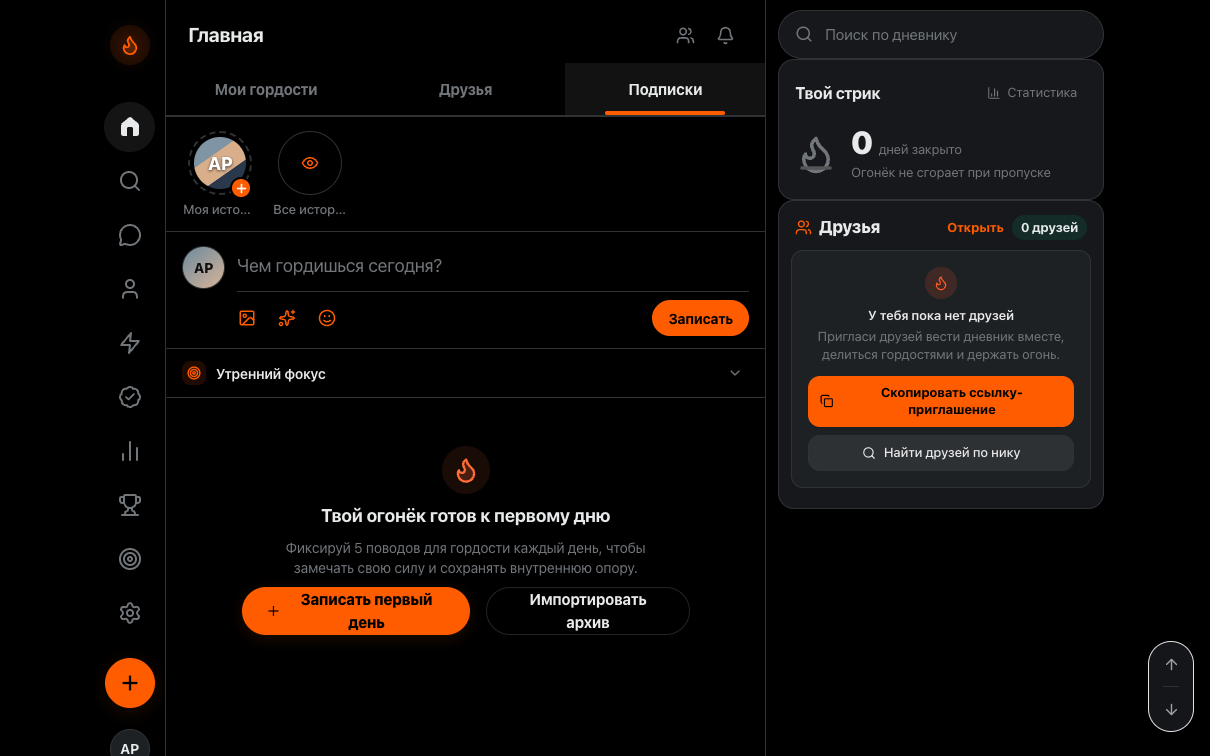 Главная
Мои гордости
Друзья
Подписки
АР
Моя исто...
Все истор...
АР
Чем гордишься сегодня?
Записать
Утренний фокус
Твой огонёк готов к первому дню
Фиксируй 5 поводов для гордости каждый день, чтобы
замечать свою силу и сохранять внутреннюю опору.
Записать первый
день
Импортировать
архив
АР
Поиск по дневнику
Твой стрик
Статистика
0 дней закрыто
Огонёк не сгорает при пропуске
Друзья
Открыть
0 друзей
У тебя пока нет друзей
Пригласи друзей вести дневник вместе,
делиться гордостями и держать огонь.
Скопировать ссылку-
приглашение
Найти друзей по нику